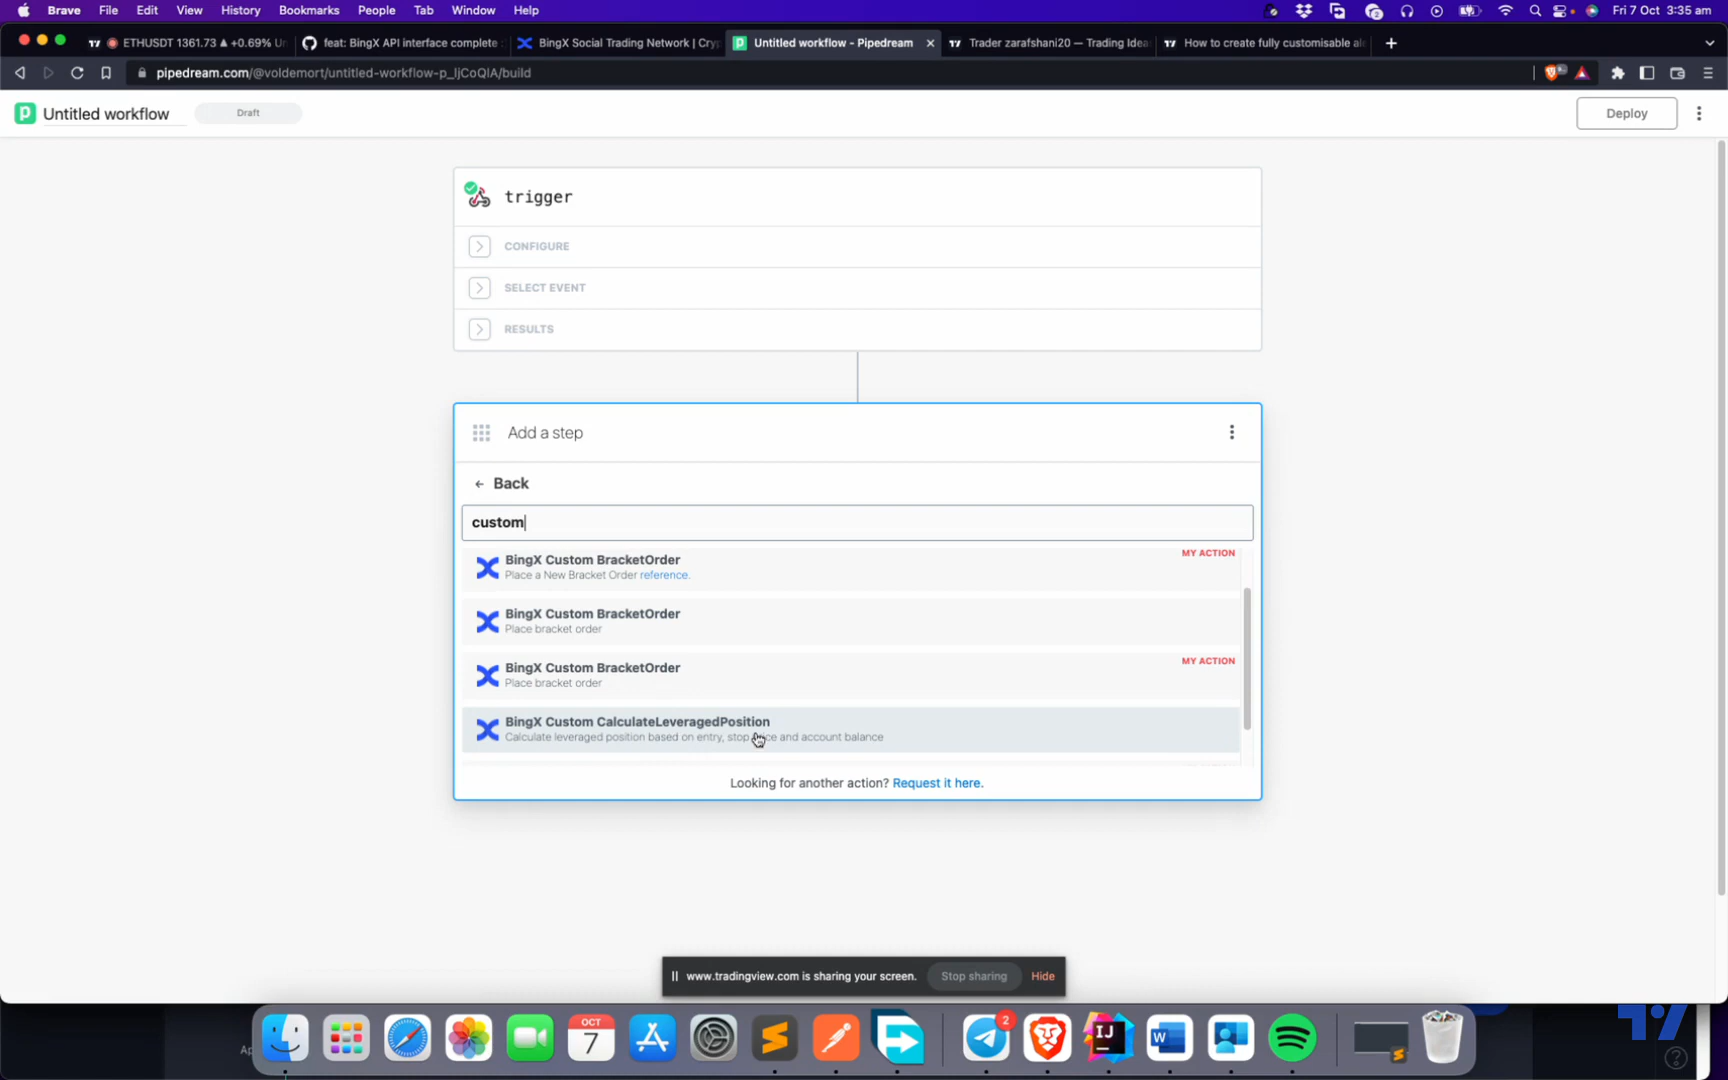 Brave File Edit View History Bookmarks People Tab Window Help
2
Fri 7 Oct 3:35 am
ETHUSDT 1361.73 ▲ +0.69% Un
feat: BingX API interface complete
BingX Social Trading Network | Cryp
Untitled workflow - Pipedream
Trader zarafshani20 — Trading Idea
How to create fully customisable ale
pipedream.com/@voldemort/untitled-workflow-p_ljCoQlA/build
Untitled workflow
Draft
Deploy
trigger
CONFIGURE
SELECT EVENT
RESULTS
Add a step
← Back
custom
BingX Custom BracketOrder
MY ACTION
Place a New Bracket Order reference.
BingX Custom BracketOrder
Place bracket order
BingX Custom BracketOrder
MY ACTION
Place bracket order
BingX Custom CalculateLeveragedPosition
Calculate leveraged position based on entry, stop and account balance
Looking for another action? Request it here.
www.tradingview.com is sharing your screen.
Stop sharing
Hide
OCT
7
2
IJ
W
Ap